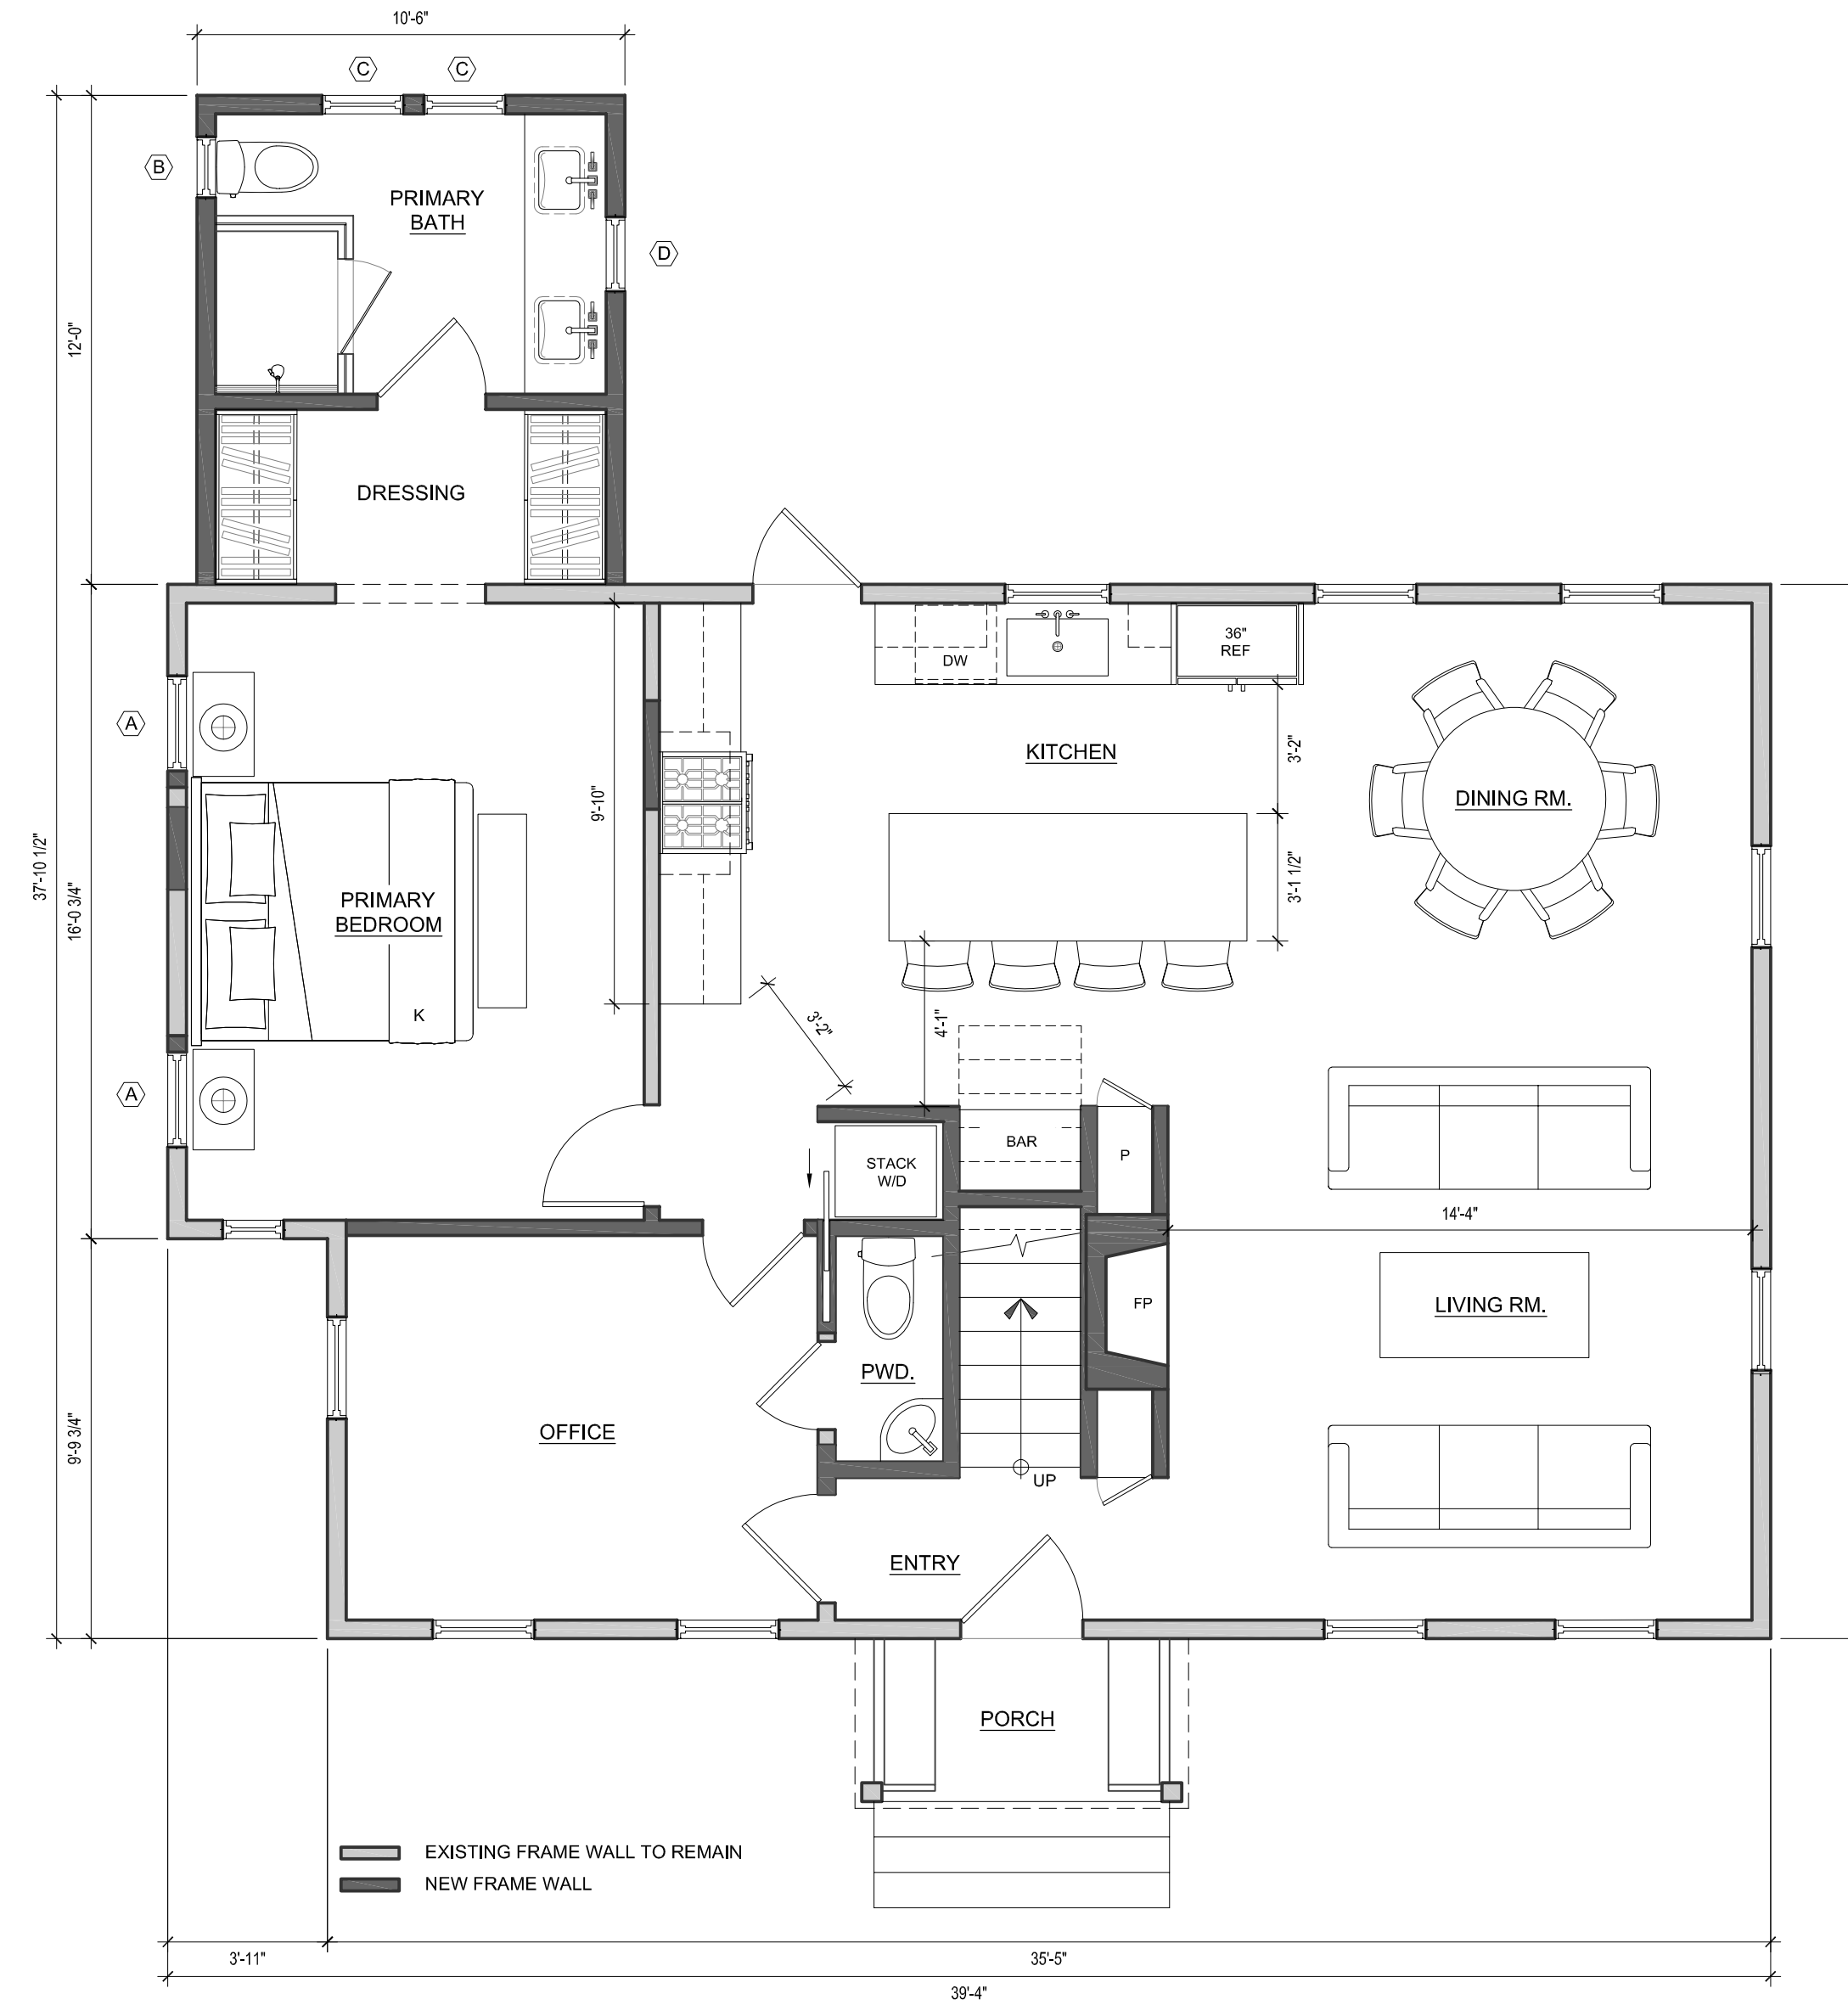 10'-6"
C
C
B
PRIMARY
BATH
D
12'-0"
DRESSING
36"
REF
DW
A
KITCHEN
3'-2"
DINING RM.
9'-10"
37'-10 1/2"
16'-0 3/4"
3'-1 1/2"
PRIMARY
BEDROOM
K
3'-2"
4'-1"
A
BAR
P
STACK
W/D
14'-4"
FP
LIVING RM.
PWD.
9'-9 3/4"
OFFICE
UP
ENTRY
PORCH
EXISTING FRAME WALL TO REMAIN
NEW FRAME WALL
3'-11"
35'-5"
39'-4"